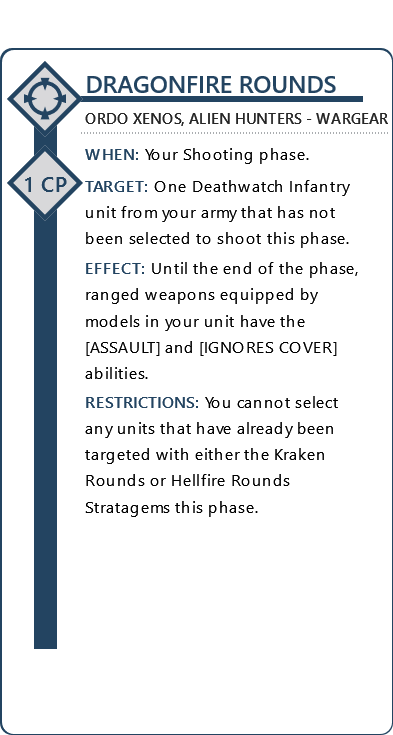 DRAGONFIRE ROUNDS
ORDO XENOS, ALIEN HUNTERS - WARGEAR
1 CP
WHEN: Your Shooting phase.
TARGET: One Deathwatch Infantry
unit from your army that has not
been selected to shoot this phase.
EFFECT: Until the end of the phase,
ranged weapons equipped by
models in your unit have the
[ASSAULT] and [IGNORES COVER]
abilities.
RESTRICTIONS: You cannot select
any units that have already been
targeted with either the Kraken
Rounds or Hellfire Rounds
Stratagems this phase.